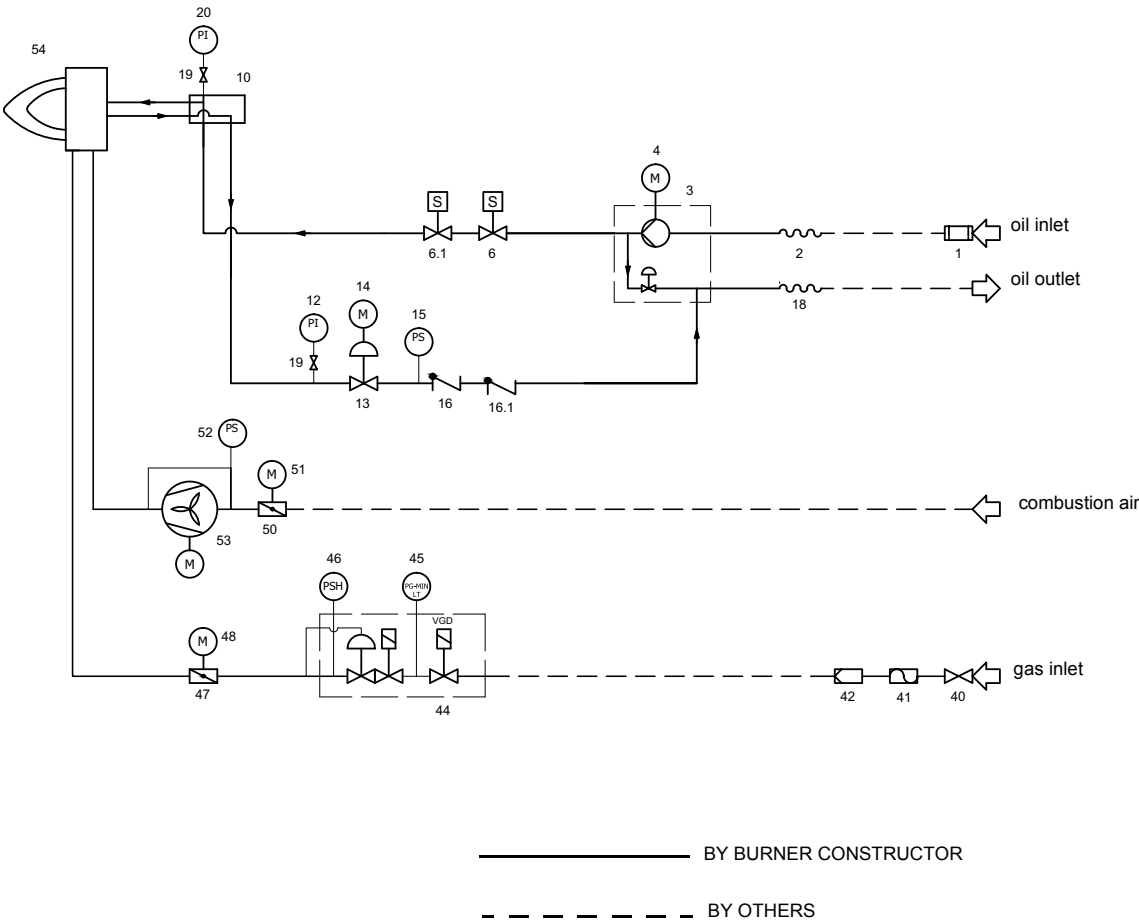 20
PI
54
19
10
4
M
3
S
S
oil inlet
6.1
6
2
1
oil outlet
14
12
M
15
18
PI
PS
19
13
16
16.1
52
PS
M
51
combustion air
50
53
M
46
45
PSH
PG-MIN
LT
VGD
M
48
gas inlet
47
44
42
41
40
BY BURNER CONSTRUCTOR
BY OTHERS